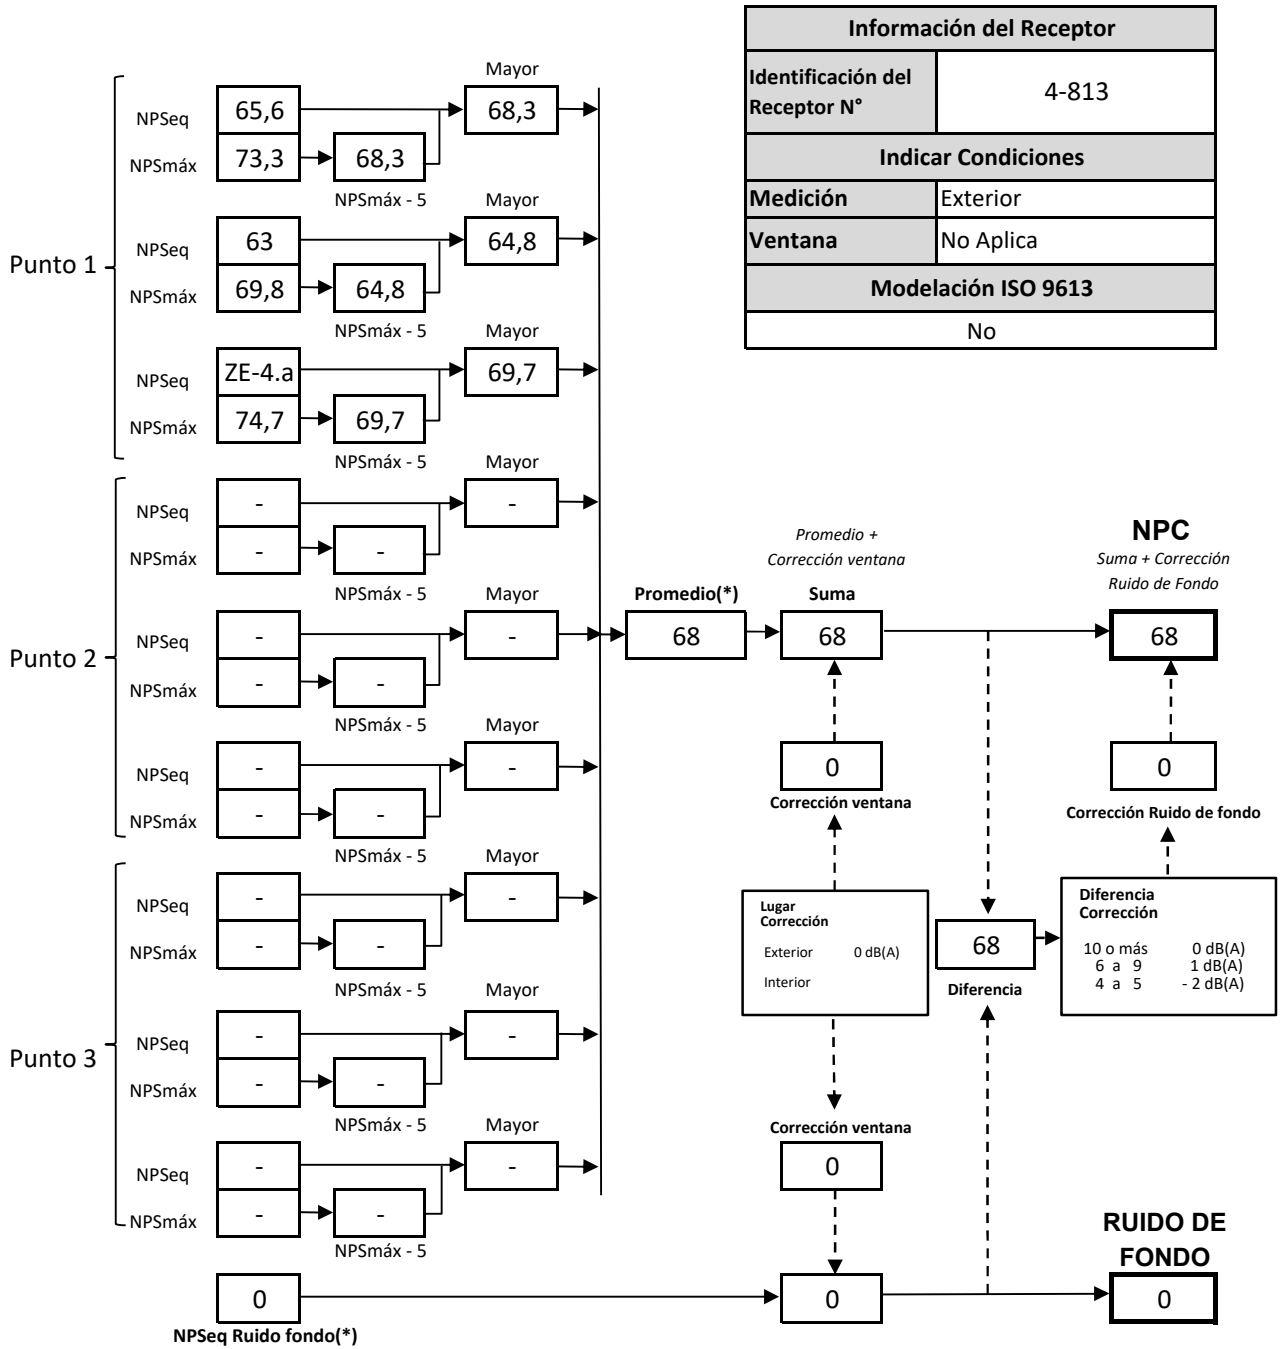 Información del Receptor
Identificación del Receptor N°
4-813
Indicar Condiciones
Medición
Exterior
Ventana
No Aplica
Modelación ISO 9613
No
Punto 1
Mayor
NPSeq
65,6
68,3
NPSmáx
73,3
68,3
NPSmáx - 5
Mayor
NPSeq
63
64,8
NPSmáx
69,8
64,8
NPSmáx - 5
Mayor
NPSeq
ZE-4.a
69,7
NPSmáx
74,7
69,7
NPSmáx - 5
Punto 2
Mayor
NPSeq
-
-
NPSmáx
-
-
NPSmáx - 5
Mayor
NPSeq
-
-
NPSmáx
-
-
NPSmáx - 5
Mayor
NPSeq
-
-
NPSmáx
-
-
NPSmáx - 5
Punto 3
Mayor
NPSeq
-
-
NPSmáx
-
-
NPSmáx - 5
Mayor
NPSeq
-
-
NPSmáx
-
-
NPSmáx - 5
Mayor
NPSeq
-
-
NPSmáx
-
-
NPSmáx - 5
0
NPSeq Ruido fondo(*)
Promedio(*)
68
Promedio +
Corrección ventana
Suma
68
0
Corrección ventana
Lugar
Corrección
Exterior 0 dB(A)
Interior
Corrección ventana
0
0
68
Diferencia
NPC
Suma + Corrección
Ruido de Fondo
68
0
Corrección Ruido de fondo
Diferencia
Corrección
10 o más 0 dB(A)
6 a 9 1 dB(A)
4 a 5 - 2 dB(A)
RUIDO DE
FONDO
0